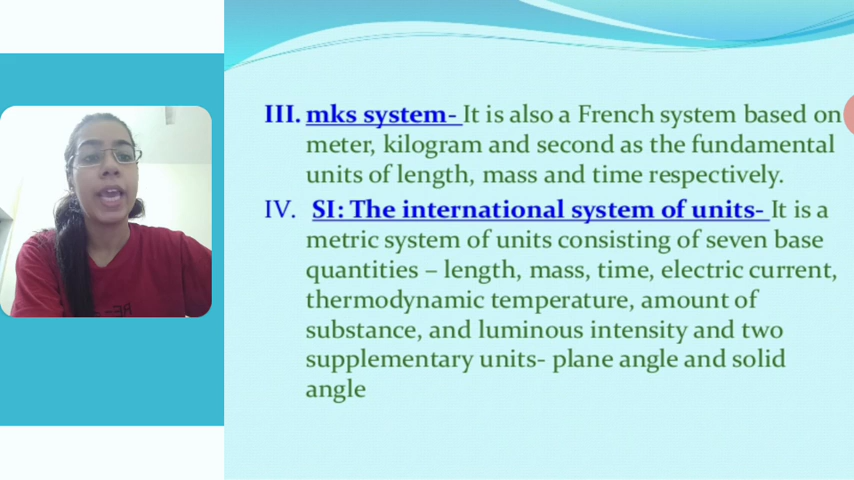 III. mks system- It is also a French system based on
meter, kilogram and second as the fundamental
units of length, mass and time respectively.
IV. SI: The international system of units- It is a
metric system of units consisting of seven base
quantities – length, mass, time, electric current,
thermodynamic temperature, amount of
substance, and luminous intensity and two
supplementary units- plane angle and solid
angle